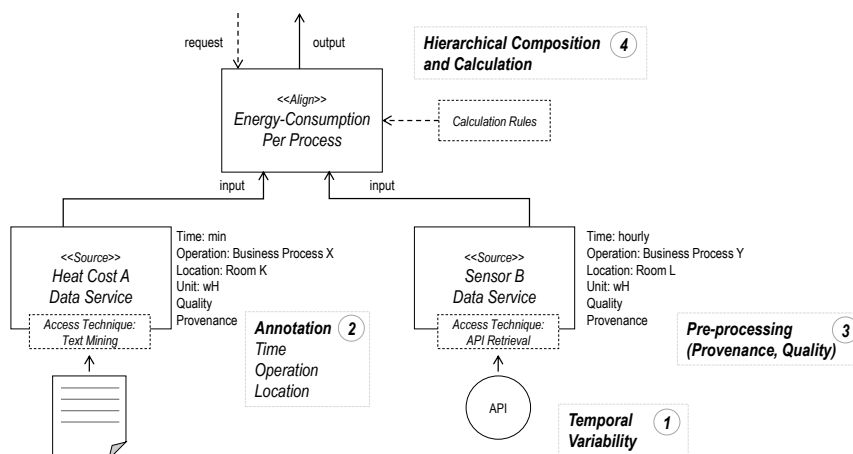 request
output
Hierarchical Composition 4
and Calculation
<<Align>>
Energy-Consumption
Per Process
Calculation Rules
input
input
<<Source>>
Heat Cost A
Data Service
Access Technique:
Text Mining
Time: min
Operation: Business Process X
Location: Room K
Unit: wH
Quality
Provenance
Annotation 2
Time
Operation
Location
<<Source>>
Sensor B
Data Service
Access Technique:
API Retrieval
Time: hourly
Operation: Business Process Y
Location: Room L
Unit: wH
Quality
Provenance
Pre-processing 3
(Provenance, Quality)
API
Temporal 1
Variability